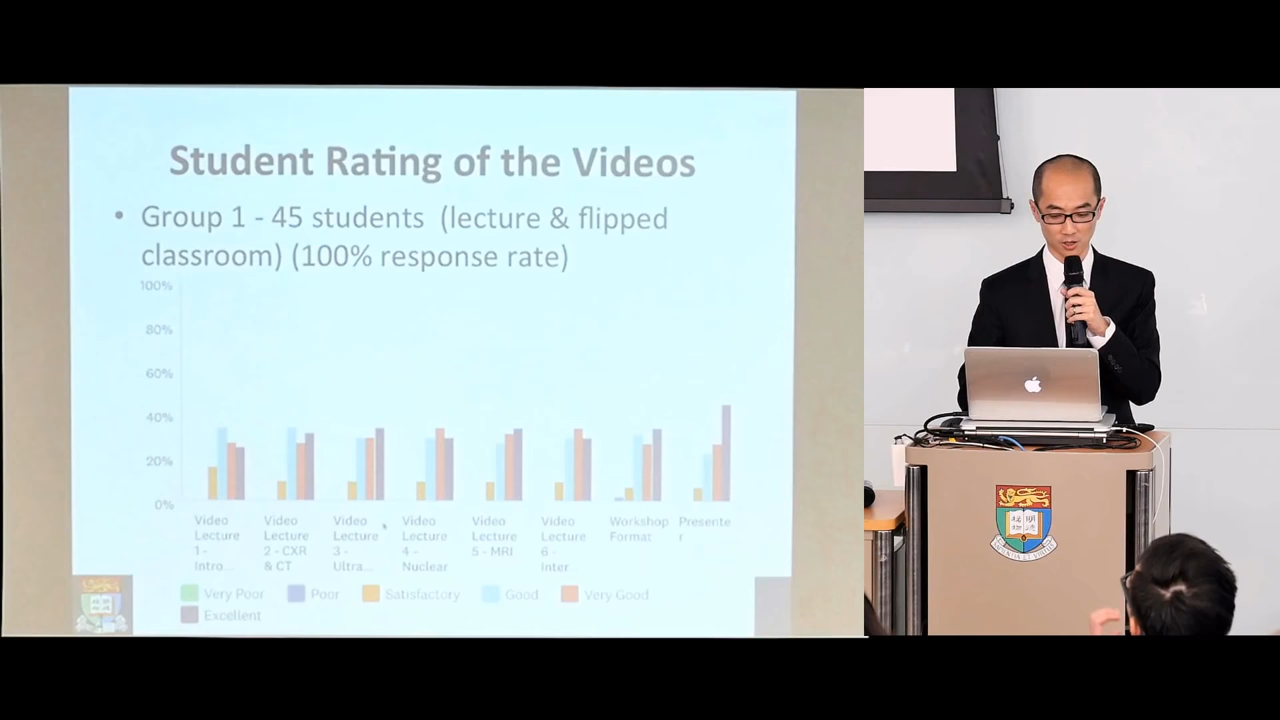 Student Rating of the Videos
• Group 1 - 45 students (lecture & flipped
classroom) (100% response rate)
100%
80%
60%
40%
20%
0%
Video Lecture 1 - Intro...
Video Lecture 2 - CXR & CT
Video Lecture 3 - Ultra...
Video Lecture 4 - Nuclear
Video Lecture 5 - MRI
Video Lecture 6 - Inter...
Workshop Format
Presenter
Very Poor
Poor
Satisfactory
Good
Very Good
Excellent